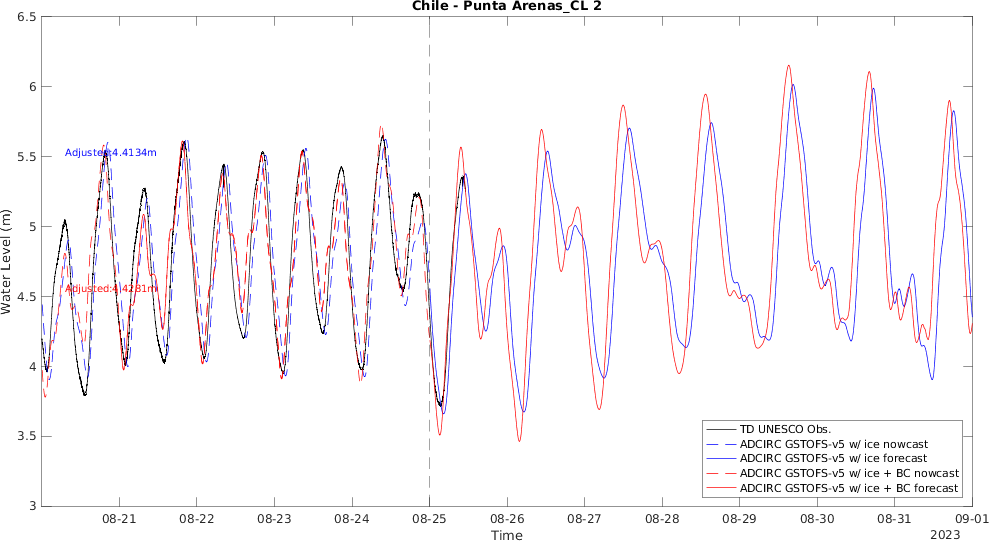 Chile - Punta Arenas_CL 2
6.5
6
5.5
5
4.5
4
3.5
3
Water Level (m)
Adjusted:4.4134m
Adjusted:4.4281m
TD UNESCO Obs.
ADCIRC GSTOFS-v5 w/ ice nowcast
ADCIRC GSTOFS-v5 w/ ice forecast
ADCIRC GSTOFS-v5 w/ ice + BC nowcast
ADCIRC GSTOFS-v5 w/ ice + BC forecast
08-21 08-22 08-23 08-24 08-25 08-26 08-27 08-28 08-29 08-30 08-31 09-01
Time
2023